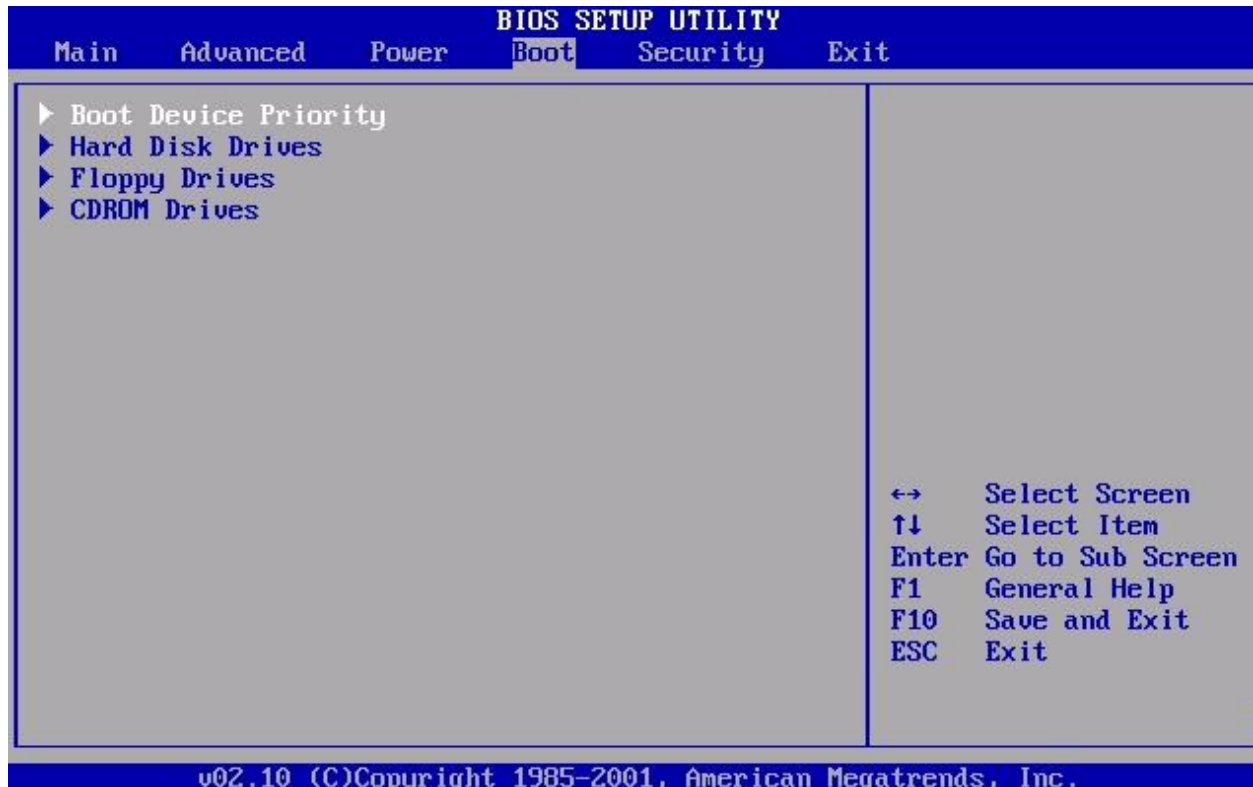 BIOS SETUP UTILITY
Main Advanced Power Boot Security Exit
Boot Device Priority
Hard Disk Drives
Floppy Drives
CDROM Drives
←→ Select Screen
↑↓ Select Item
Enter Go to Sub Screen
F1 General Help
F10 Save and Exit
ESC Exit
v02.10 (C)Copyright 1985-2001, American Megatrends, Inc.